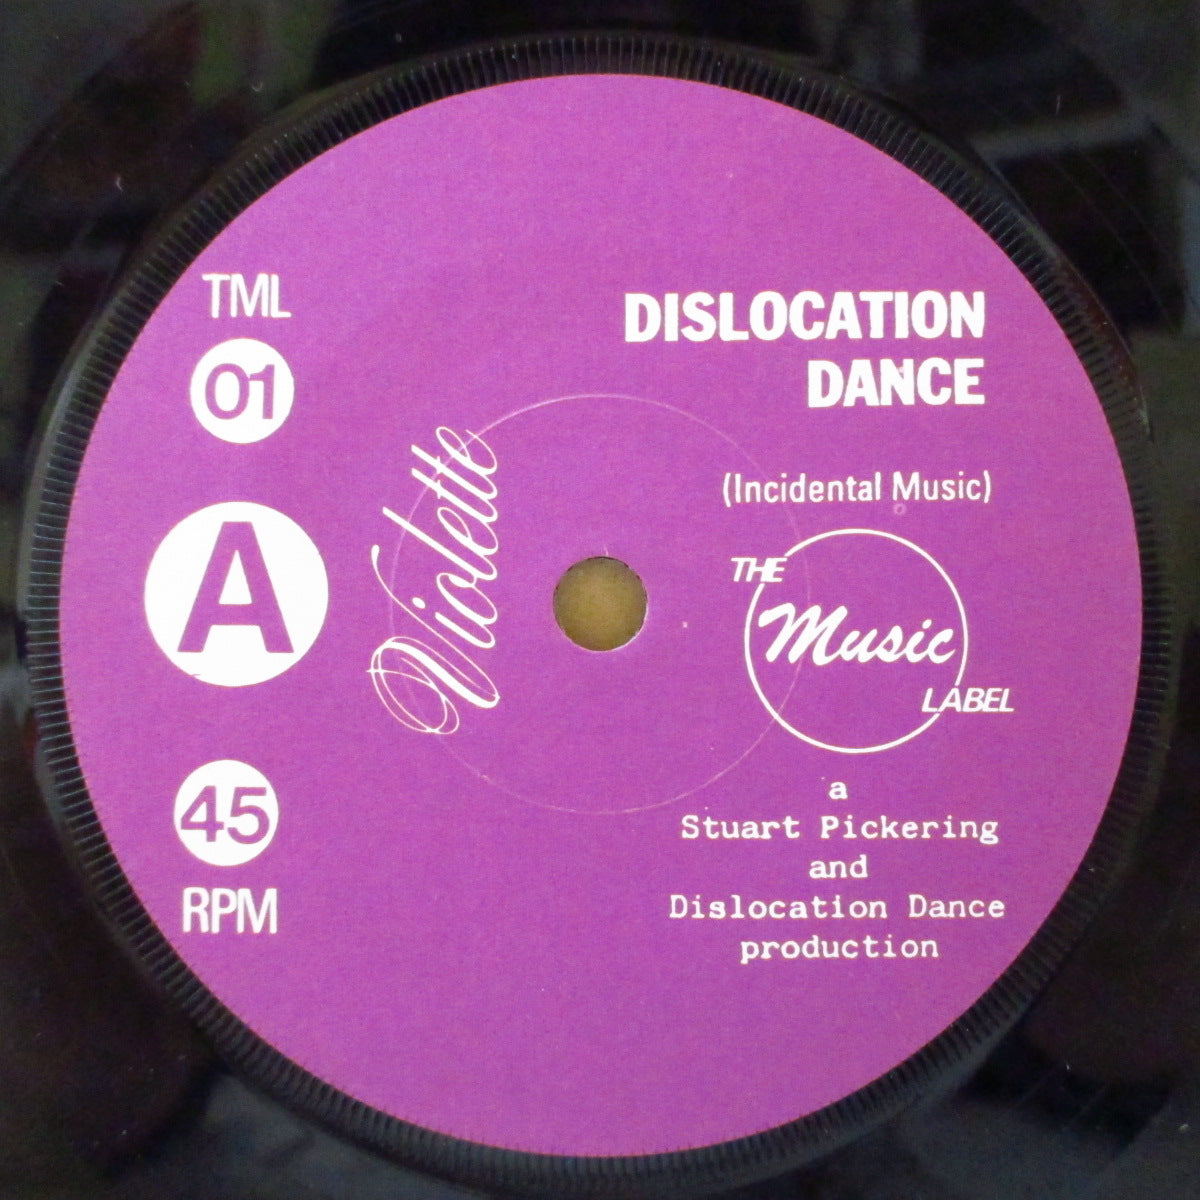 TML
01
A
45
RPM
Violette
DISLOCATION
DANCE
(Incidental Music)
THE
Music
LABEL
a
Stuart Pickering
and
Dislocation Dance
production